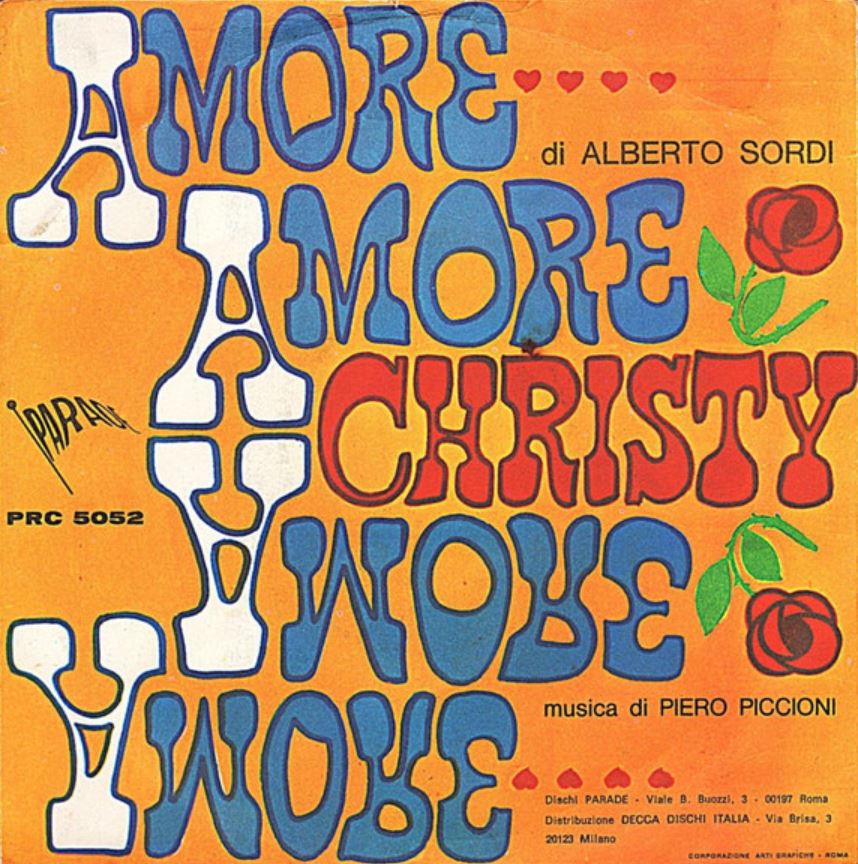 AMORE
di ALBERTO SORDI
AMORE
CHRISTY
PARADE
PRC 5052
AMORE
musica di PIERO PICCIONI
AMORE
Dischi PARADE - Viale B. Buozzi, 3 - 00197 Roma
Distribuzione DECCA DISCHI ITALIA - Via Brisa, 3
20123 Milano
CORPORAZIONE ARTI GRAFICHE - ROMA